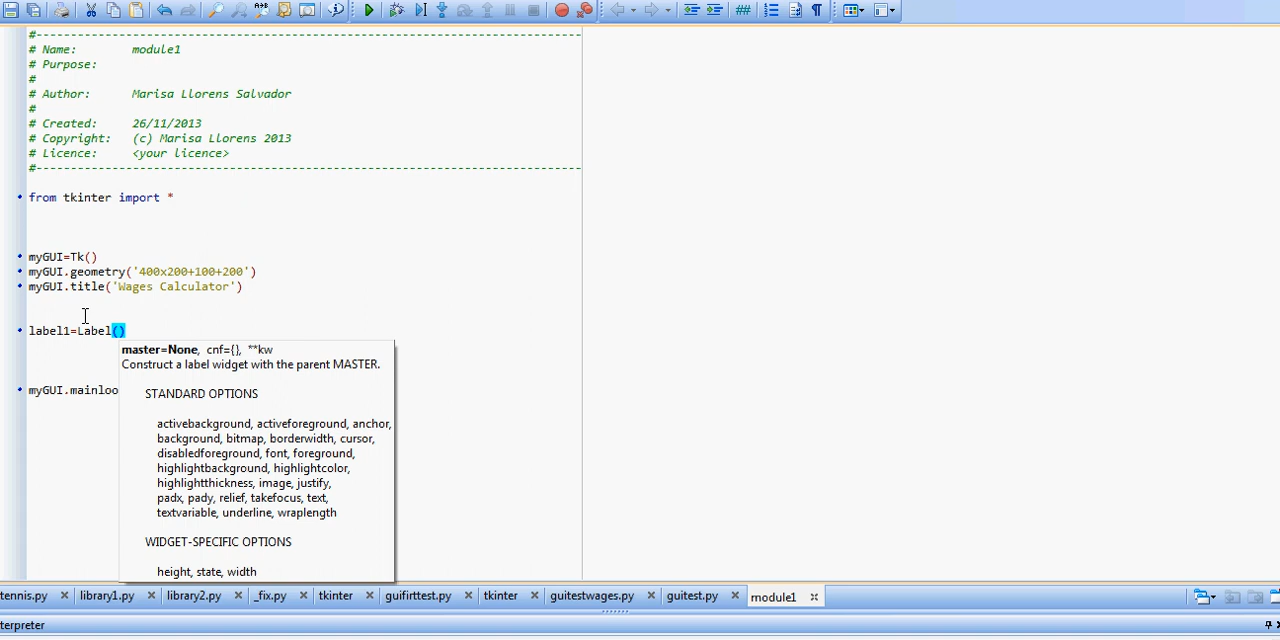 #--------------------------------------------------------------------------------
# Name:        module1
# Purpose:
#
# Author:      Marisa Llorens Salvador
#
# Created:     26/11/2013
# Copyright:   (c) Marisa Llorens 2013
# Licence:     <your licence>
#--------------------------------------------------------------------------------
from tkinter import *
myGUI=Tk()
myGUI.geometry('400x200+100+200')
myGUI.title('Wages Calculator')
label1=Label()
master=None, cnf={}, **kw
Construct a label widget with the parent MASTER.
myGUI.mainloo
STANDARD OPTIONS
activebackground, activeforeground, anchor,
background, bitmap, borderwidth, cursor,
disabledforeground, font, foreground,
highlightbackground, highlightcolor,
highlightthickness, image, justify,
padx, pady, relief, takefocus, text,
textvariable, underline, wraplength
WIDGET-SPECIFIC OPTIONS
height, state, width
tennis.py library1.py library2.py _fix.py tkinter guifirttest.py tkinter guitestwages.py guitest.py module1
terpreter